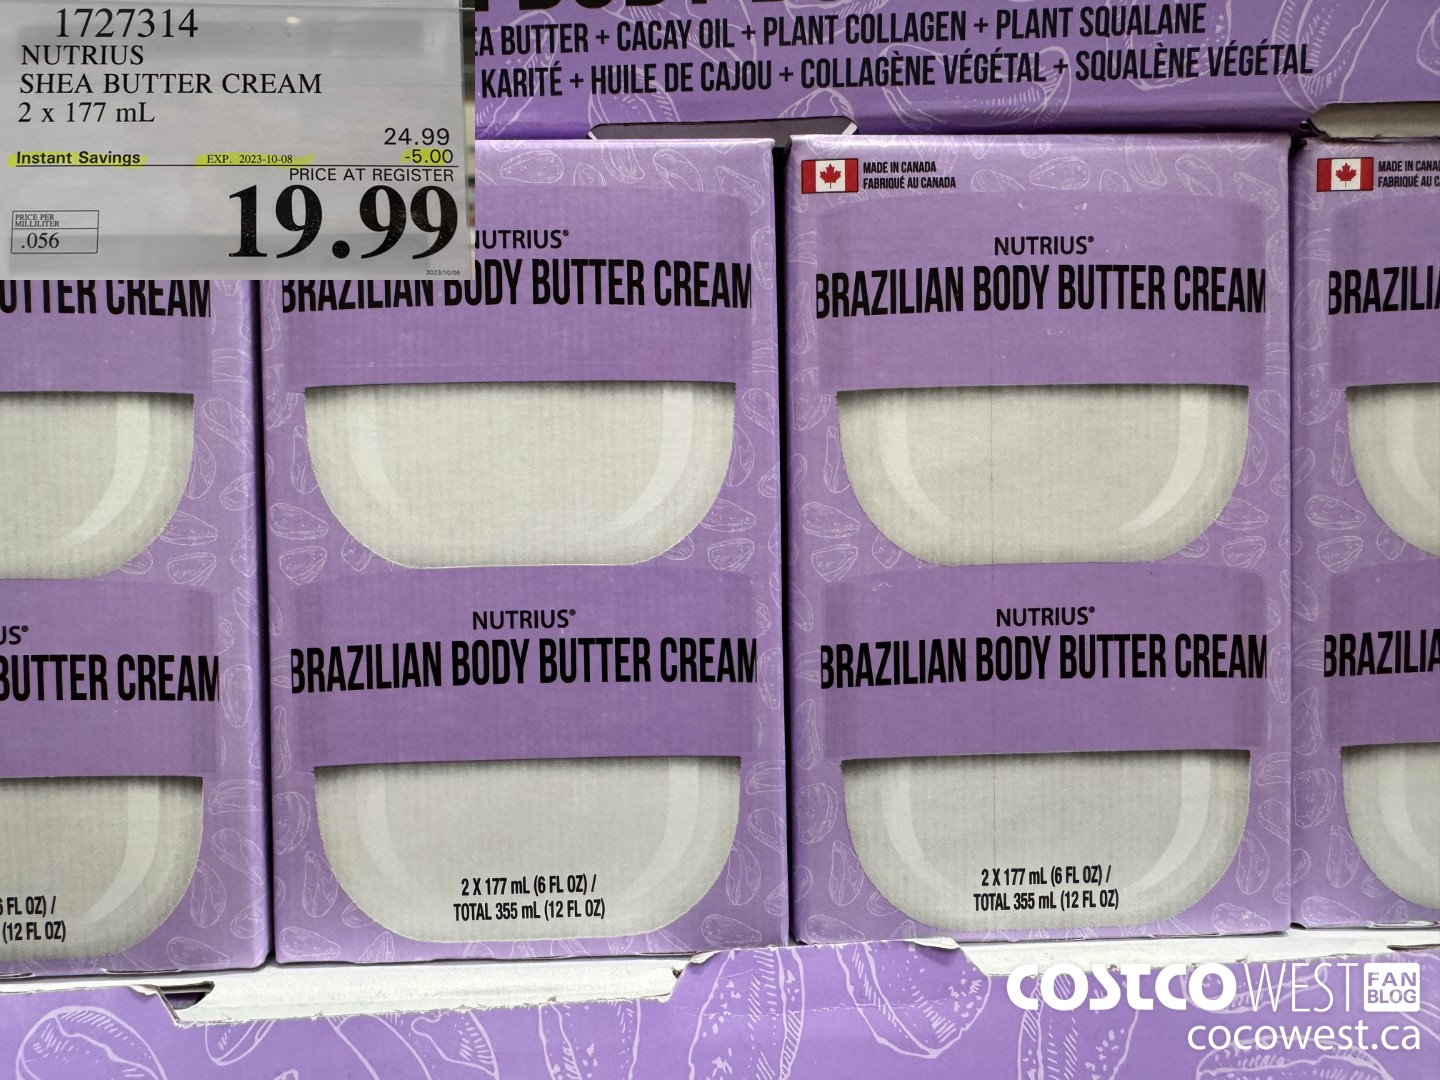 1727314
NUTRIUS
SHEA BUTTER CREAM
2 x 177 mL
24.99
Instant Savings EXP. 2023-10-08 -5.00
PRICE AT REGISTER
19.99
PRICE PER
MILLILITER
.056
2023/10/06
BUTTER + CACAY OIL + PLANT COLLAGEN + PLANT SQUALANE
KARITÉ + HUILE DE CAJOU + COLLAGÈNE VÉGÉTAL + SQUALÈNE VÉGÉTAL
CREAM
BUTTER CREAM
(12 FL OZ)
NUTRIUS®
BRAZILIAN BODY BUTTER CREAM
NUTRIUS®
BRAZILIAN BODY BUTTER CREAM
2 X 177 mL (6 FL OZ) /
TOTAL 355 mL (12 FL OZ)
MADE IN CANADA
FABRIQUÉ AU CANADA
NUTRIUS®
BRAZILIAN BODY BUTTER CREAM
NUTRIUS®
BRAZILIAN BODY BUTTER CREAM
2 X 177 mL (6 FL OZ) /
TOTAL 355 mL (12 FL OZ)
MADE IN
FABRIQUÉ AU
COSTCO WEST FAN BLOG
cocowest.ca